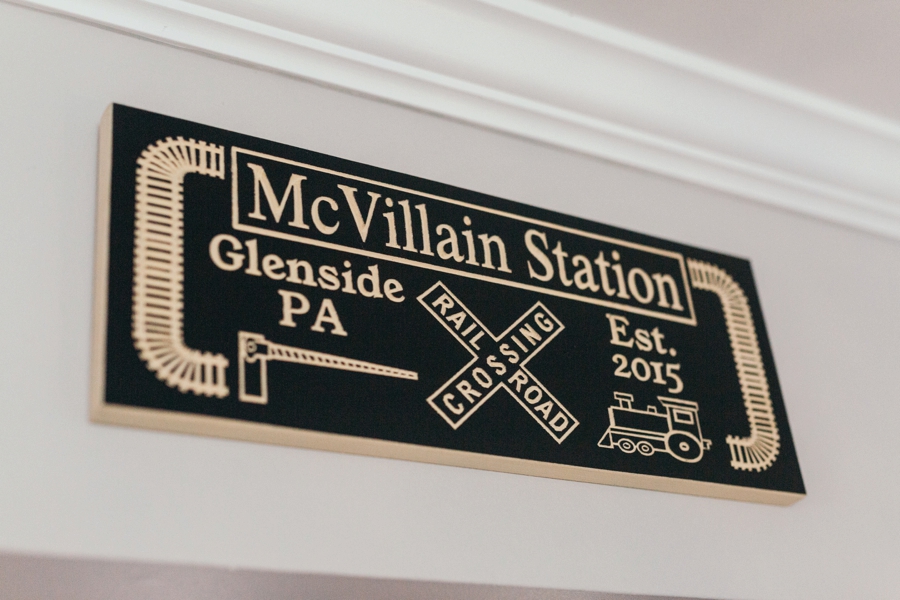 McVillain Station
Glenside
PA
RAIL ROAD
CROSSING
Est.
2015